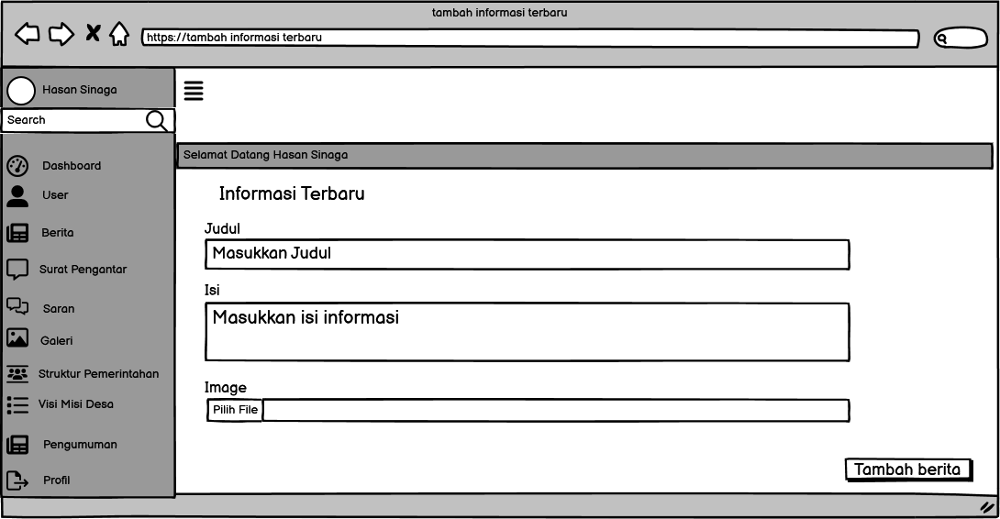 tambah informasi terbaru
https://tambah informasi terbaru
Hasan Sinaga
Search
Selamat Datang Hasan Sinaga
Dashboard
User
Berita
Surat Pengantar
Saran
Galeri
Struktur Pemerintahan
Visi Misi Desa
Pengumuman
Profil
Informasi Terbaru
Judul
Masukkan Judul
Isi
Masukkan isi informasi
Image
Pilih File
Tambah berita